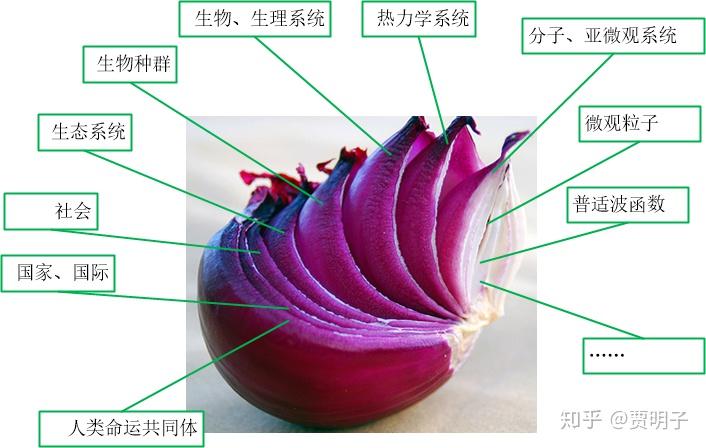 生物、生理系统
热力学系统
分子、亚微观系统
生物种群
微观粒子
生态系统
普适波函数
社会
国家、国际
......
人类命运共同体
知乎 @贾明子